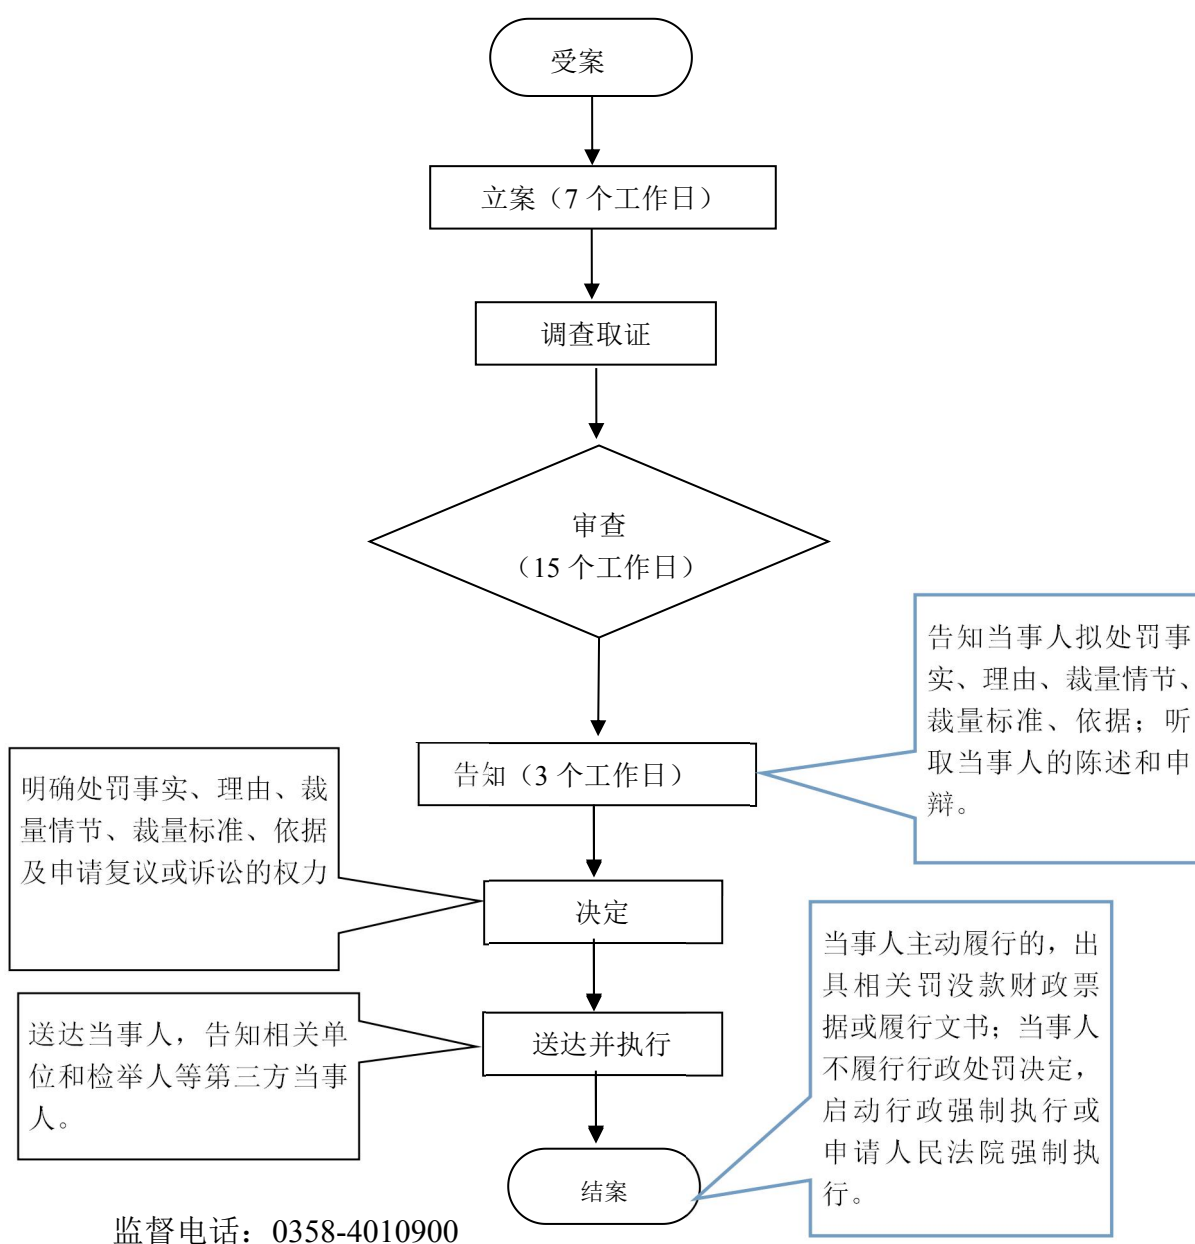 受案
立案（7 个工作日）
调查取证
审查
（15 个工作日）
告知当事人拟处罚事
实、理由、裁量情节、
裁量标准、依据；听
取当事人的陈述和申
辩。
告知（3 个工作日）
明确处罚事实、理由、裁
量情节、裁量标准、依据
及申请复议或诉讼的权力
决定
当事人主动履行的，出
具相关罚没款财政票
据或履行文书；当事人
不履行行政处罚决定，
启动行政强制执行或
申请人民法院强制执
行。
送达当事人，告知相关单
位和检举人等第三方当事
人。
送达并执行
结案
监督电话：0358-4010900